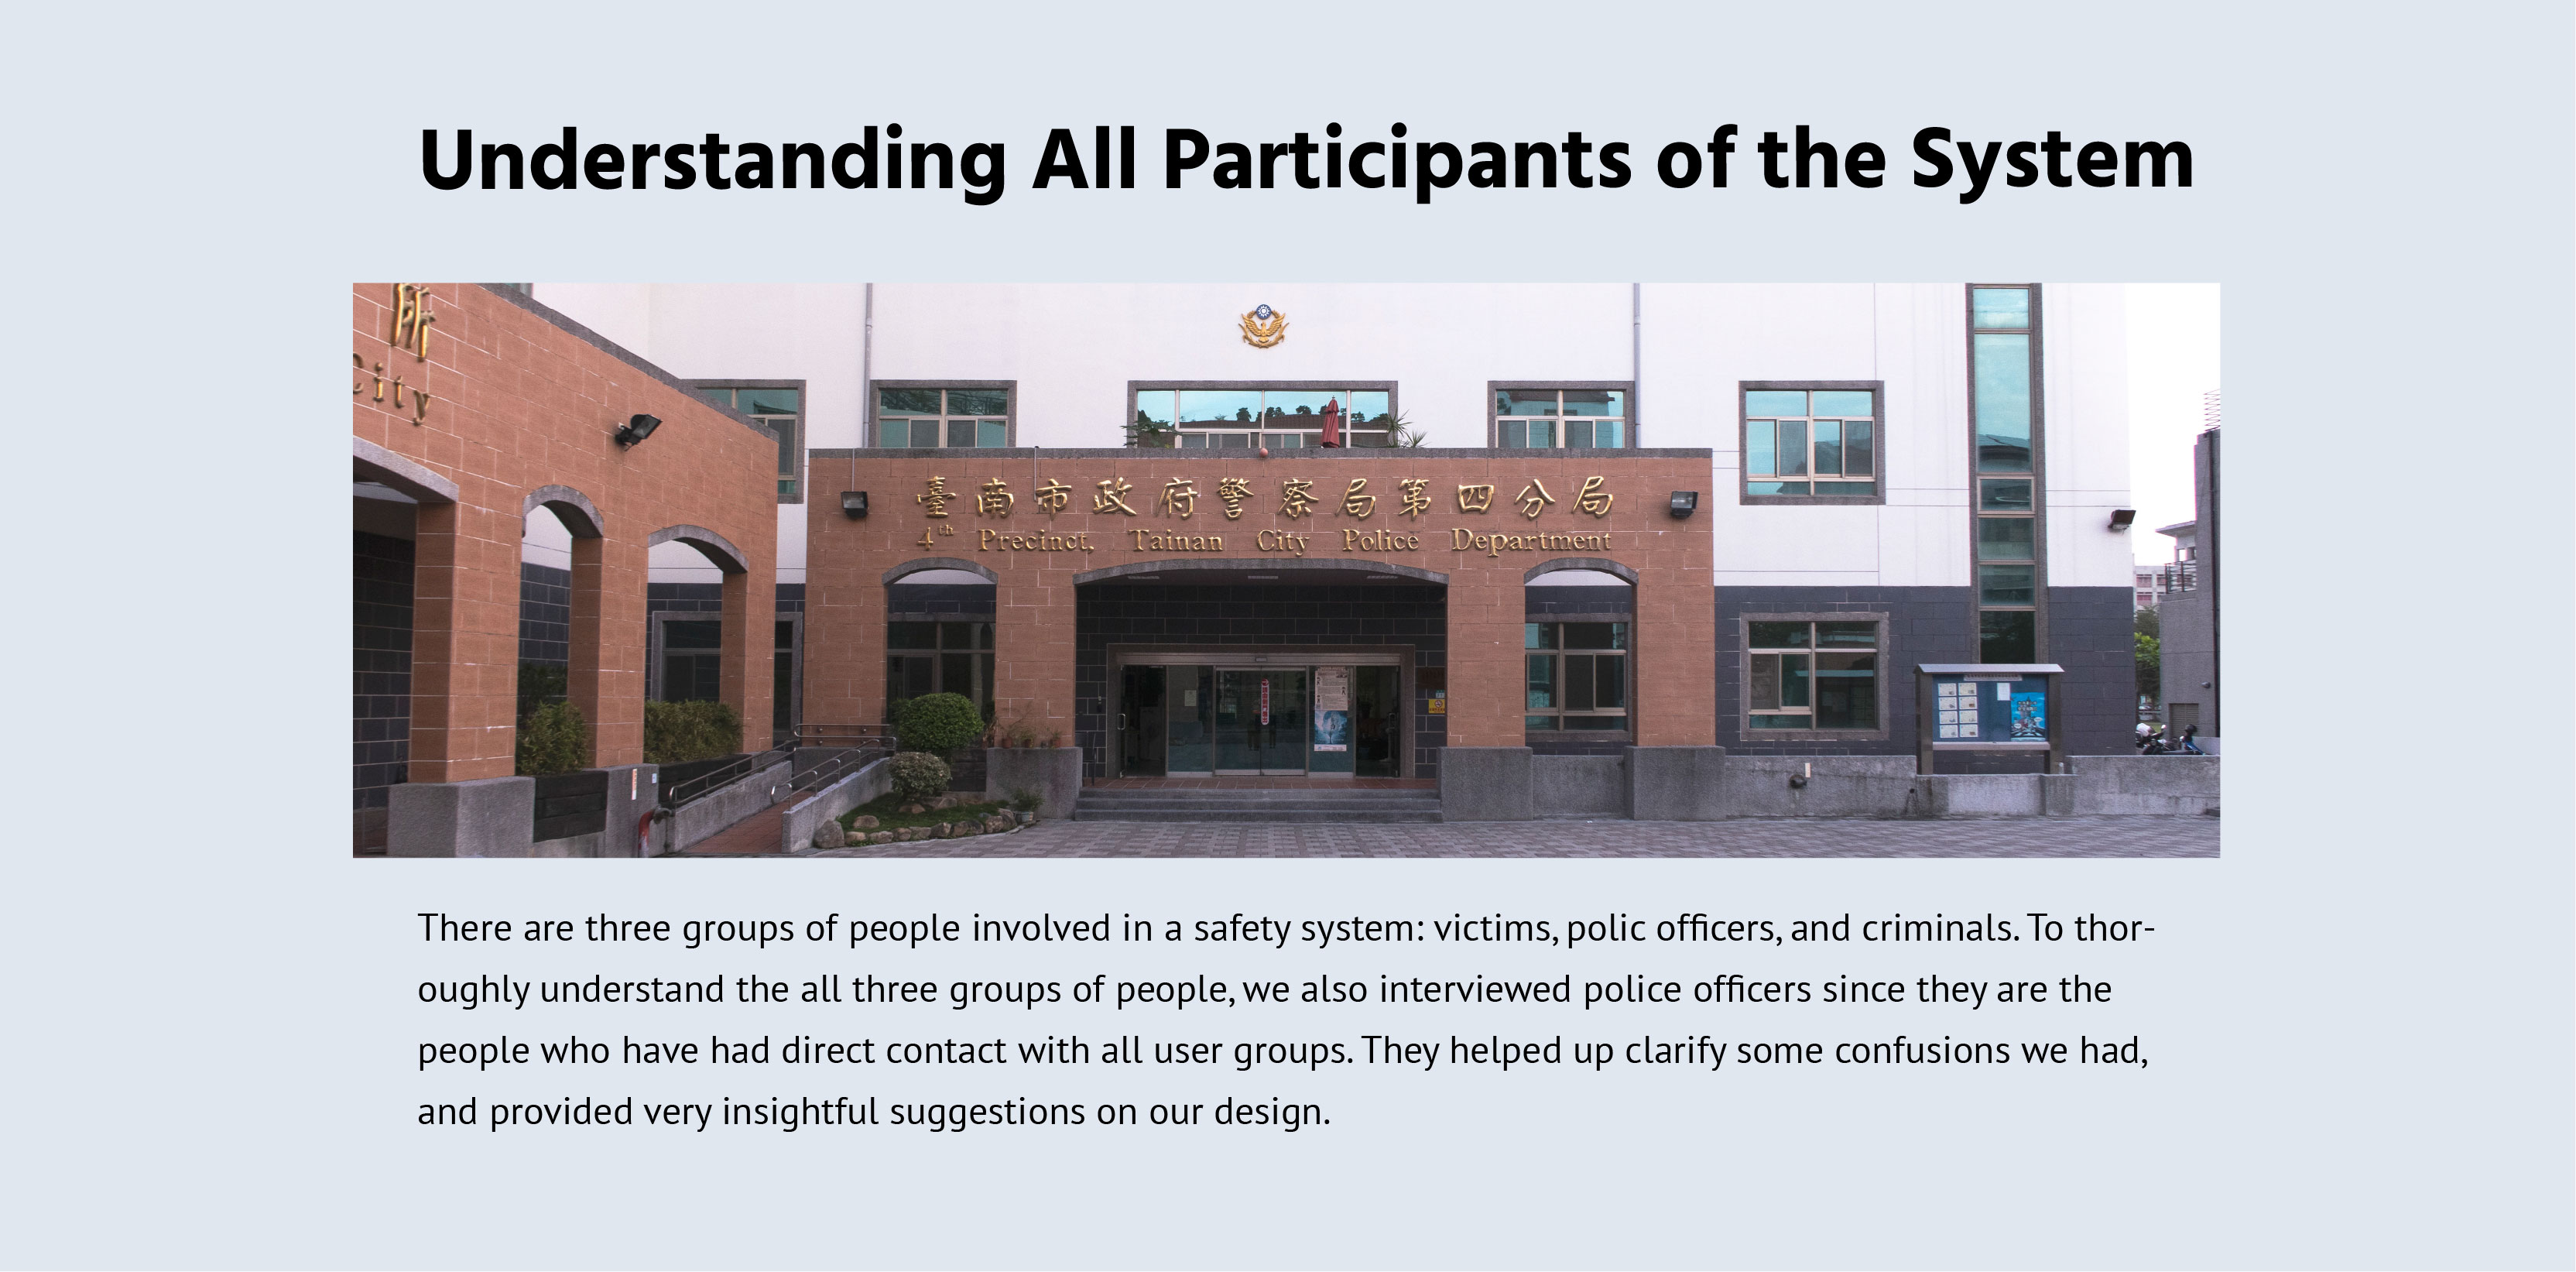 Understanding All Participants of the System
所
City
臺南市政府警察局第四分局
4th Precinct, Tainan City Police Department
There are three groups of people involved in a safety system: victims, polic officers, and criminals. To thor-
oughly understand the all three groups of people, we also interviewed police officers since they are the
people who have had direct contact with all user groups. They helped up clarify some confusions we had,
and provided very insightful suggestions on our design.